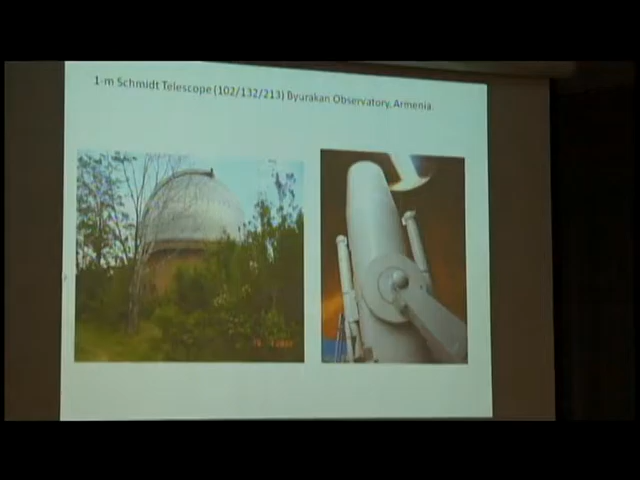 1-m Schmidt Telescope (102/132/213) Byurakan Observatory, Armenia.